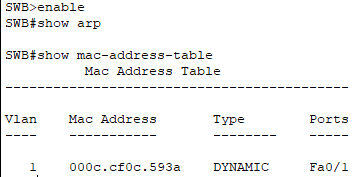 SWB>enable
SWB#show arp
SWB#show mac-address-table
Mac Address Table
-------------------------------------------
Vlan    Mac Address       Type        Ports
----    -----------       --------    -----
1    000c.cf0c.593a    DYNAMIC     Fa0/1